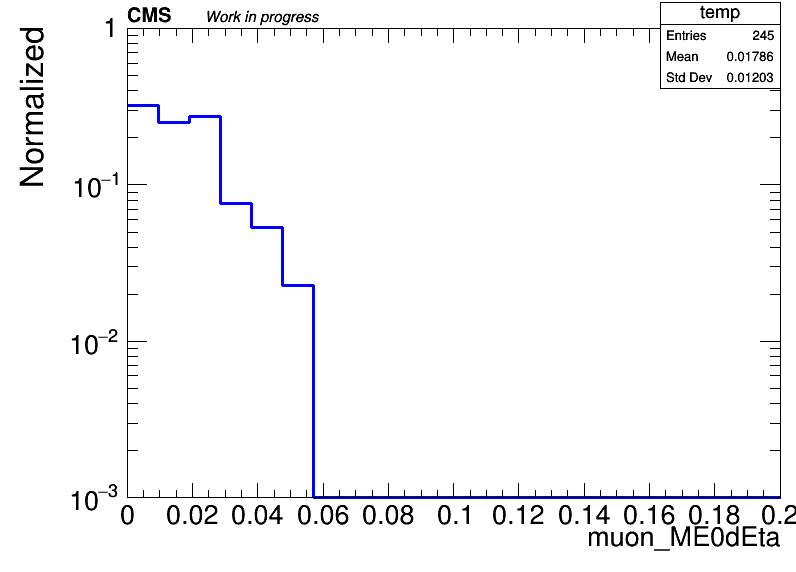 CMS Work in progress
temp
Entries 245
Mean 0.01786
Std Dev 0.01203
Normalized
1
10⁻¹
10⁻²
10⁻³
0 0.02 0.04 0.06 0.08 0.1 0.12 0.14 0.16 0.18 0.2
muon_ME0dEta